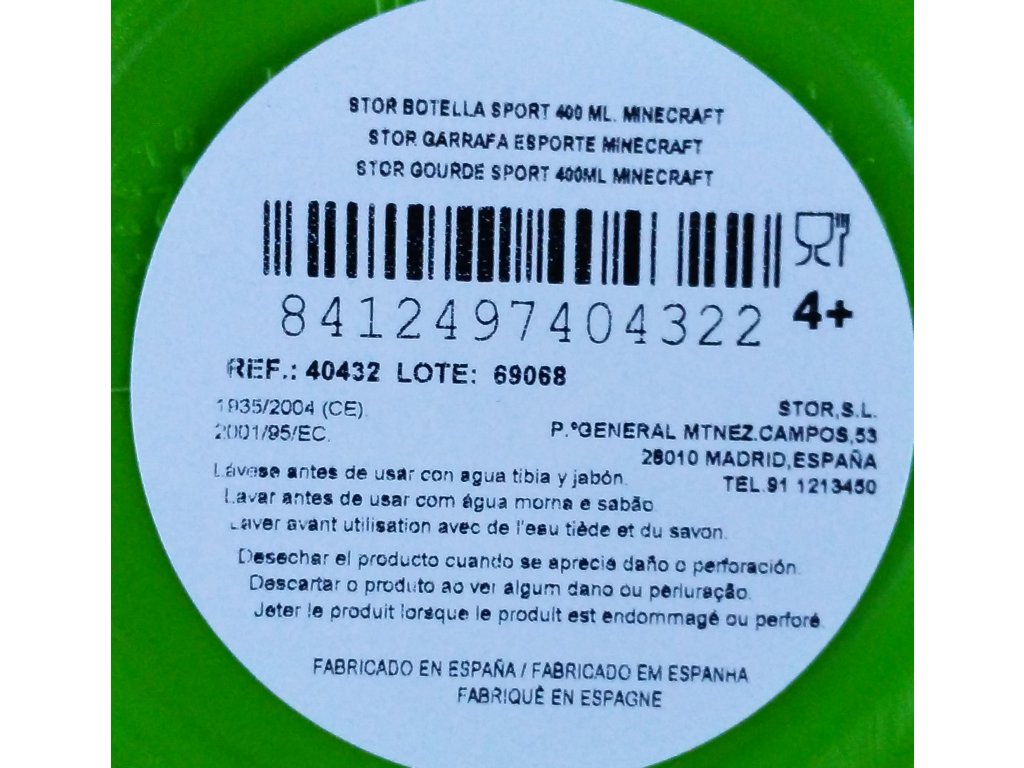 STOR BOTELLA SPORT 400 ML. MINECRAFT
STOR GARRAFA ESPORTE MINECRAFT
STOR GOURDE SPORT 400ML MINECRAFT
8412497404322
4+
REF.: 40432 LOTE: 69068
1935/2004 (CE).
2001/95/EC.
STOR,S.L.
P.ºGENERAL MTNEZ.CAMPOS,53
28010 MADRID,ESPAÑA
TEL.91 1213450
Lávese antes de usar con agua tibia y jabón.
Lavar antes de usar com água morna e sabão.
Laver avant utilisation avec de l'eau tiède et du savon.
Desechar el producto cuando se aprecie daño o perforación.
Descartar o produto ao ver algum dano ou perfuração.
Jeter le produit lorsque le produit est endommagé ou perforé.
FABRICADO EN ESPAÑA / FABRICADO EM ESPANHA
FABRIQUÊ EN ESPAGNE